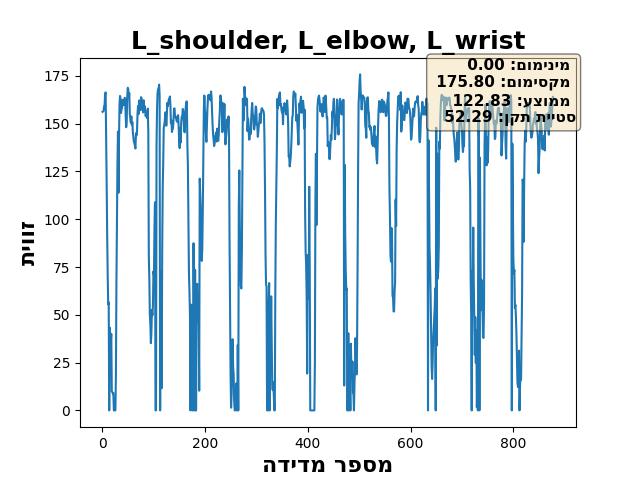 L_shoulder, L_elbow, L_wrist
מינימום: 0.00
מקסימום: 175.80
ממוצע: 122.83
סטיית תקן: 52.29
זווית
175
150
125
100
75
50
25
0
0 200 400 600 800
מספר מדידה